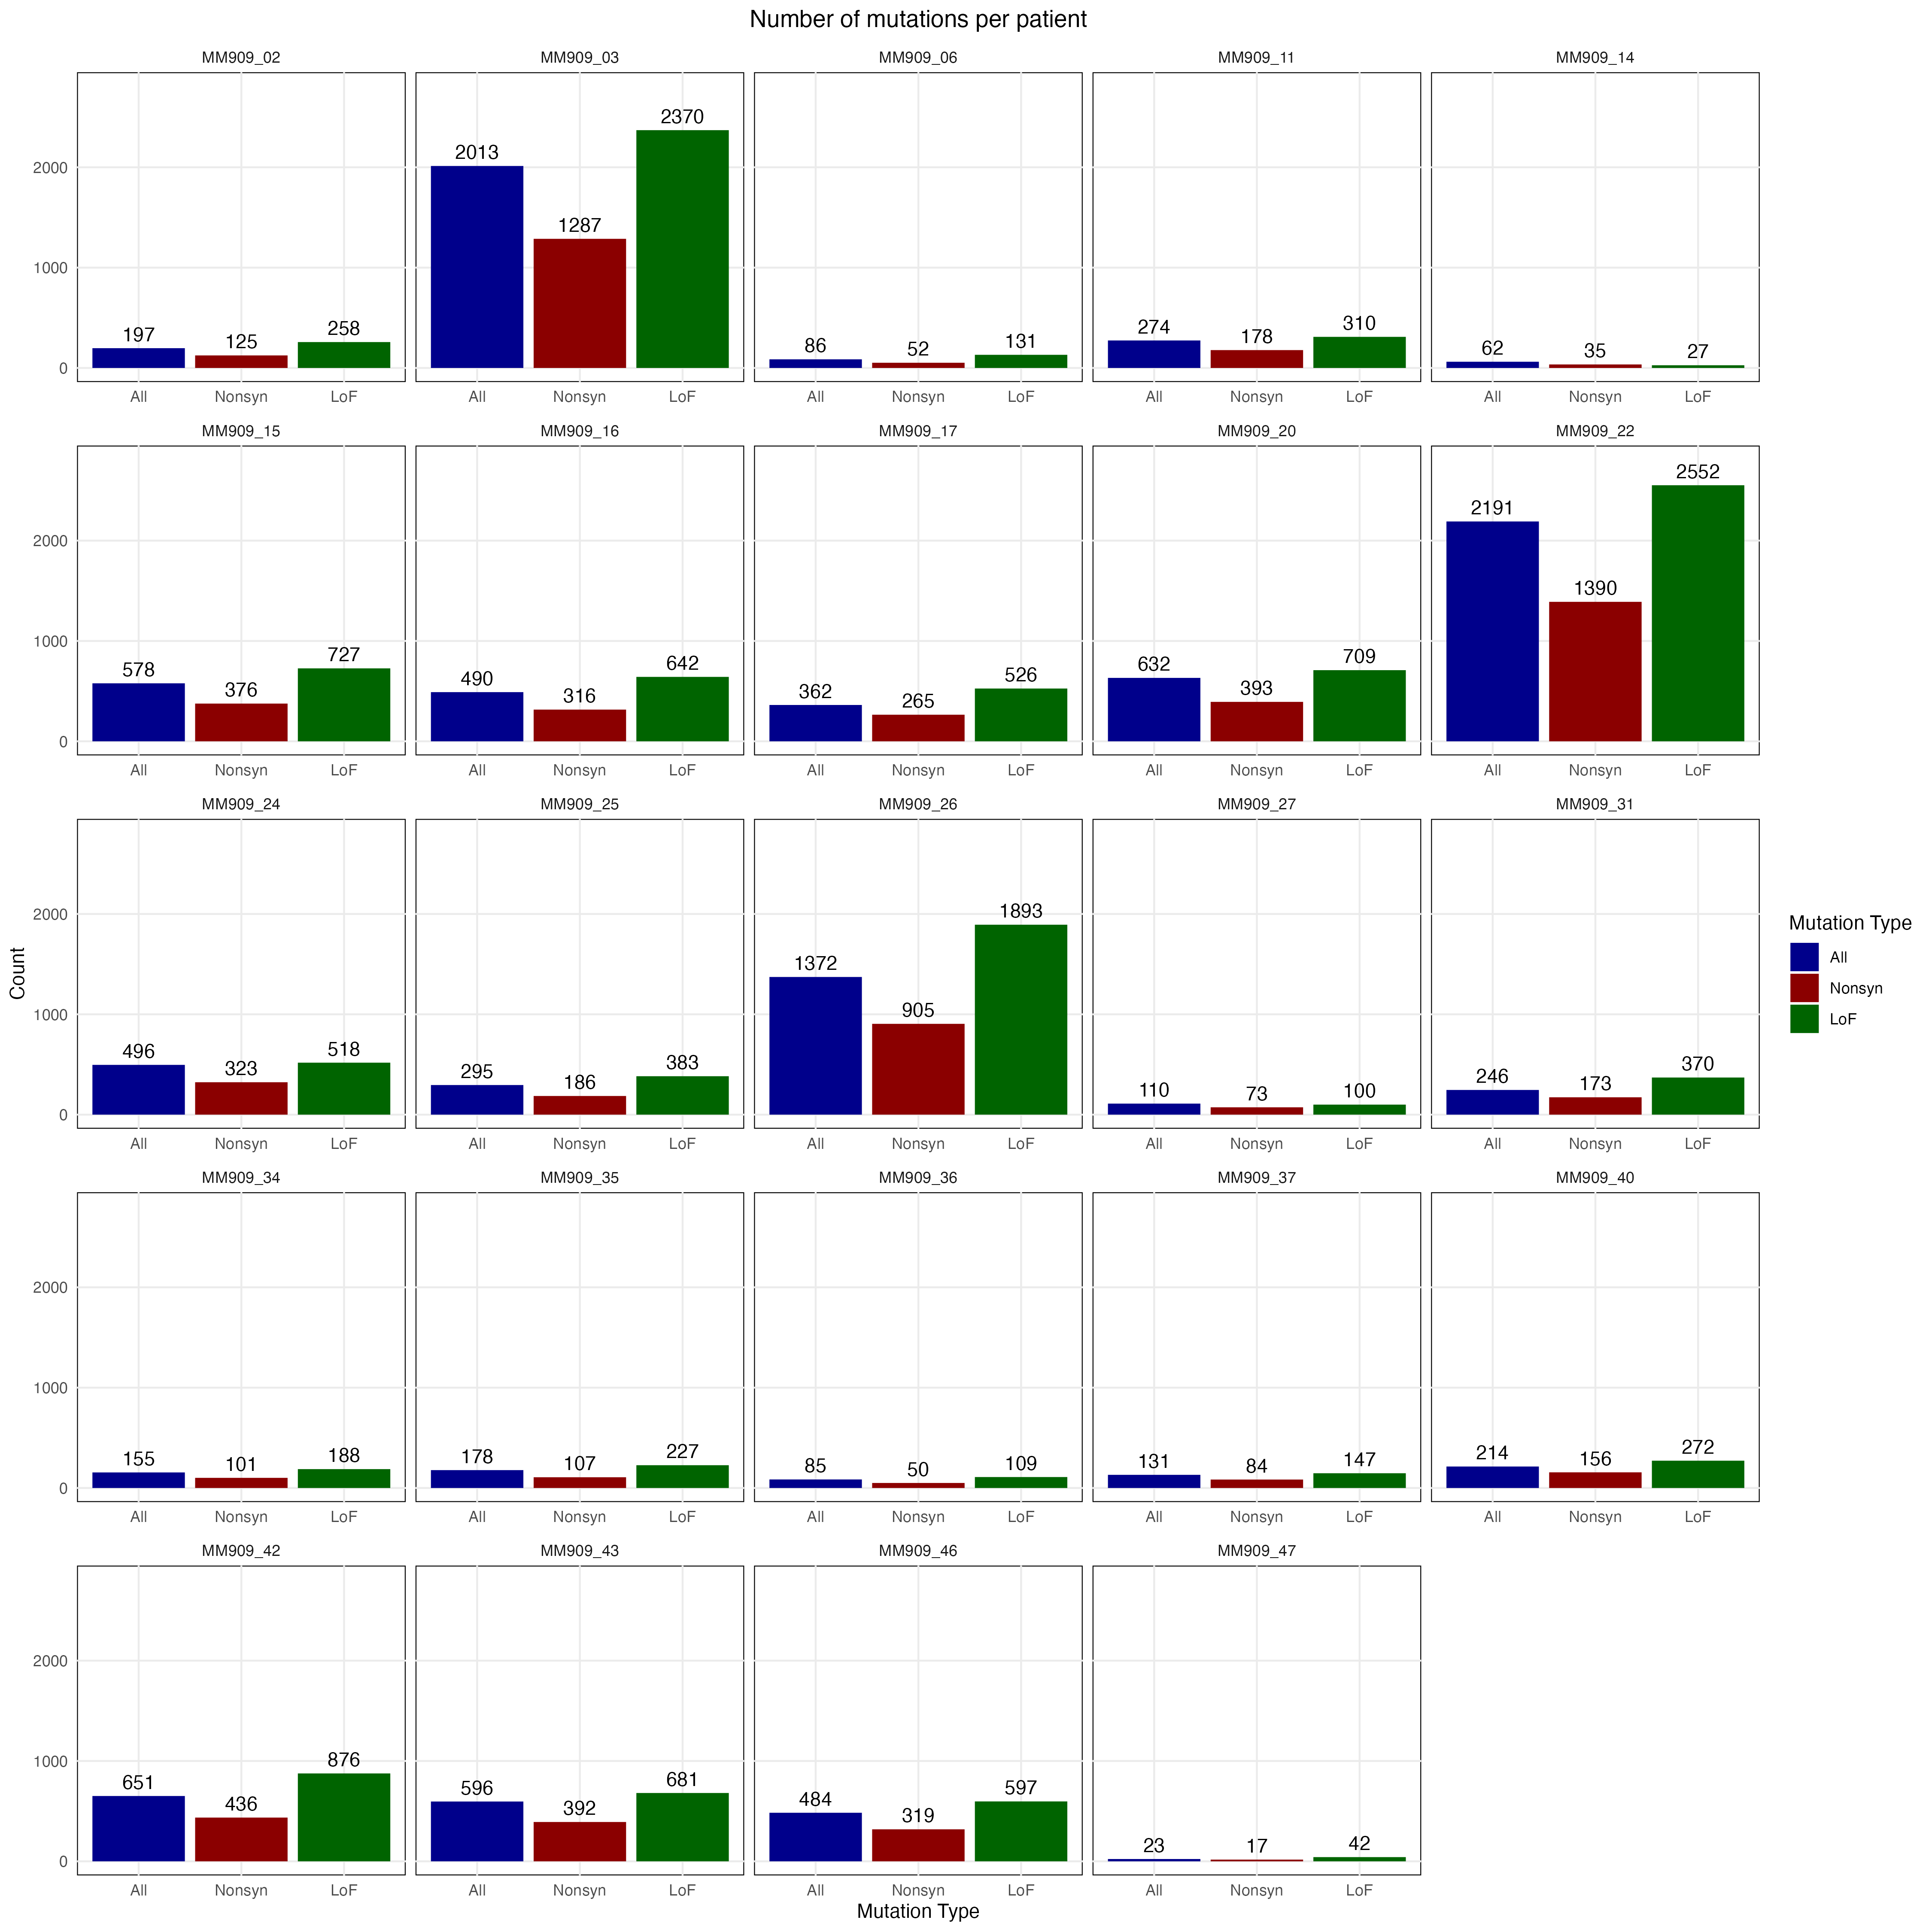 Number of mutations per patient
MM909_02 MM909_03 MM909_06 MM909_11 MM909_14
2370
2013
2000
1287
1000
197 125 258 86 52 131 274 178 310 62 35 27
0
All Nonsyn LoF All Nonsyn LoF All Nonsyn LoF All Nonsyn LoF All Nonsyn LoF
MM909_15 MM909_16 MM909_17 MM909_20 MM909_22
2552
2191
2000
1390
1000
578 376 727 490 316 642 362 265 526 632 393 709
0
All Nonsyn LoF All Nonsyn LoF All Nonsyn LoF All Nonsyn LoF All Nonsyn LoF
MM909_24 MM909_25 MM909_26 MM909_27 MM909_31
2000
1893
1372
1000
905
496 323 518 295 186 383 110 73 100 246 173 370
0
All Nonsyn LoF All Nonsyn LoF All Nonsyn LoF All Nonsyn LoF All Nonsyn LoF
MM909_34 MM909_35 MM909_36 MM909_37 MM909_40
2000
1000
155 101 188 178 107 227 85 50 109 131 84 147 214 156 272
0
All Nonsyn LoF All Nonsyn LoF All Nonsyn LoF All Nonsyn LoF All Nonsyn LoF
MM909_42 MM909_43 MM909_46 MM909_47
2000
1000
651 436 876 596 392 681 484 319 597 23 17 42
0
All Nonsyn LoF All Nonsyn LoF All Nonsyn LoF All Nonsyn LoF
Mutation Type
Count
Mutation Type
All
Nonsyn
LoF